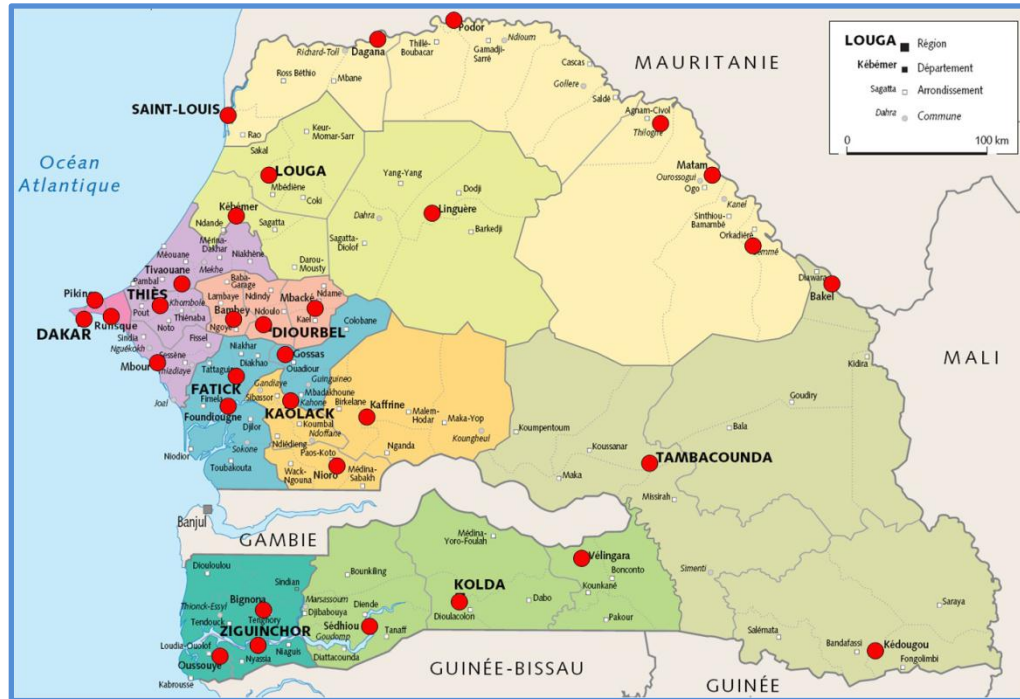 LOUGA Région
Kébémer Département
Sagatta Arrondissement
Dahra Commune
0 100 km
MAURITANIE
MALI
GUINÉE
GUINÉE-BISSAU
GAMBIE
Banjul
Océan
Atlantique
Podor
Dagana
Richard-Toll
Thillé-
Boubacar
Ndioum
Gamadji-
Sarré
Cascas
Gollere
Saldé
Ross Béthio
Mbane
SAINT-LOUIS
Rao
Agnam-Civol
Thilogne
Matam
Ourossogui
Ogo
Kanel
Sinthiou-
Bamambé
Orkadiéré
Keur-
Momar-Sarr
Sakal
LOUGA
Mbédiène
Coki
Yang-Yang
Dodji
Linguère
Dahra
Barkedji
Sagatta-
Djolof
Kébémer
Ndande
Sagatta
Darou-
Mousty
Mérina-
Dakhar
Niakhène
Méouane
Mekhe
Tivaouane
Pambal
THIÈS
Khombole
Pout
Thiénaba
Noto
Fissel
Pikine
DAKAR
Rufisque
Sindia
Nguékokh
Mbour
Sessène
Thiadiaye
Joal
Baba-
Garage
Lambaye
Ndindy
Bambey
Ngoye
Ndoulo
Mbacké
Ndame
Kael
DIOURBEL
Colobane
Gossas
Ouadiour
Niakhar
Diakhao
Tattaguine
FATICK
Fimela
Foundiougne
Djilor
Sokone
Niodior
Toubakouta
Gandiaye
Sibassor
Guinguineo
Mbadakhoune
Kahone
KAOLACK
Koumbal
Ndoffane
Ndiédieng
Birkelane
Kaffrine
Malem-
Hodar
Maka-Yop
Koungheul
Nganda
Paos-Koto
Nioro
Wack-
Ngouna
Médina-
Sabakh
Bakel
Kidira
Goudiry
Bala
Koumpentoum
Koussanar
TAMBACOUNDA
Maka
Missirah
Simenti
Saraya
Salémata
Bandafassi
Kédougou
Fongolimbi
Médina-
Yoro-Foulah
Vélingara
Bonconto
Kounkané
Pakour
KOLDA
Dabo
Dioulacolon
Bounkiling
Marsassoum
Djibabouya
Diende
Sédhiou
Goudomp
Tanaff
Diattacounda
Diouloulou
Sindian
Thionck-Essyl
Bignona
Tendouck
Tenghory
ZIGUINCHOR
Loudia-Ouolof
Niaguis
Nyassia
Oussouye
Kabrousse